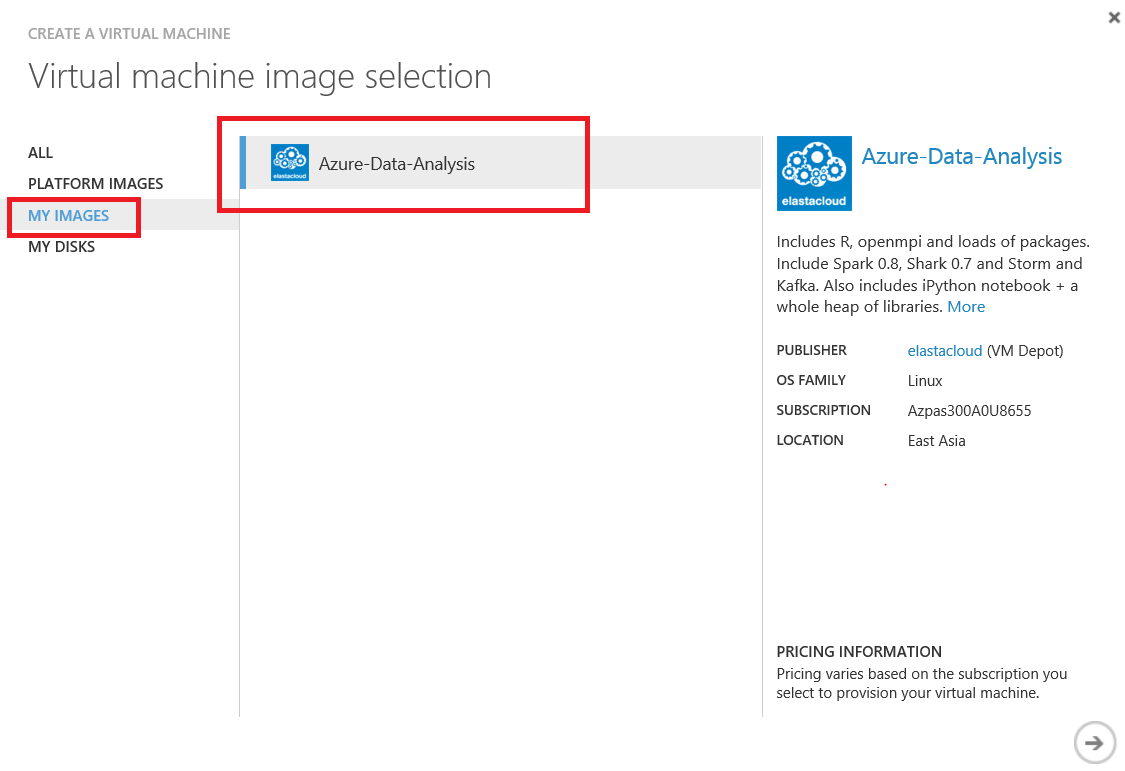 CREATE A VIRTUAL MACHINE
Virtual machine image selection
ALL
PLATFORM IMAGES
MY IMAGES
MY DISKS
elastacloud
Azure-Data-Analysis
elastacloud
Azure-Data-Analysis
Includes R, openmpi and loads of packages.
Include Spark 0.8, Shark 0.7 and Storm and
Kafka. Also includes iPython notebook + a
whole heap of libraries. More
PUBLISHER elastacloud (VM Depot)
OS FAMILY Linux
SUBSCRIPTION Azpas300A0U8655
LOCATION East Asia
PRICING INFORMATION
Pricing varies based on the subscription you
select to provision your virtual machine.